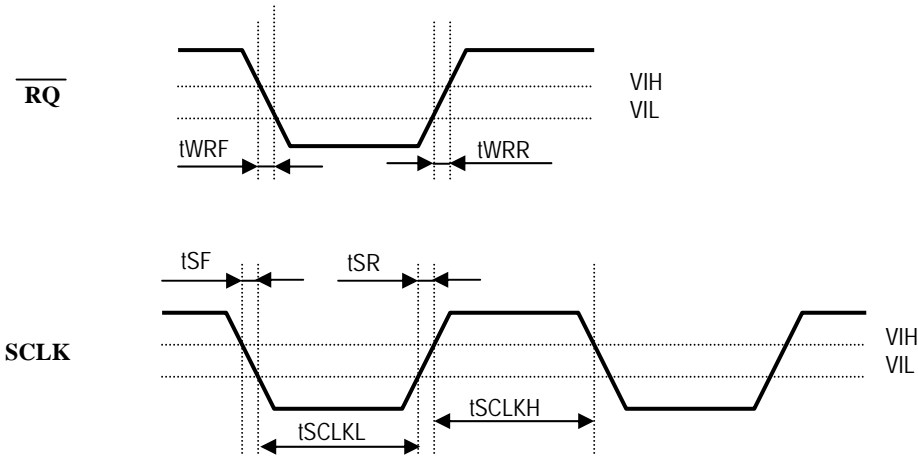 RQ
VIH
VIL
tWRF
tWRR
tSF
tSR
SCLK
VIH
VIL
tSCLKL
tSCLKH